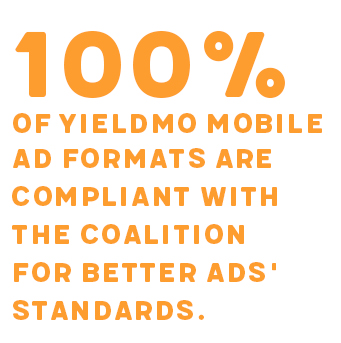 100%
OF YIELDMO MOBILE
AD FORMATS ARE
COMPLIANT WITH
THE COALITION
FOR BETTER ADS'
STANDARDS.